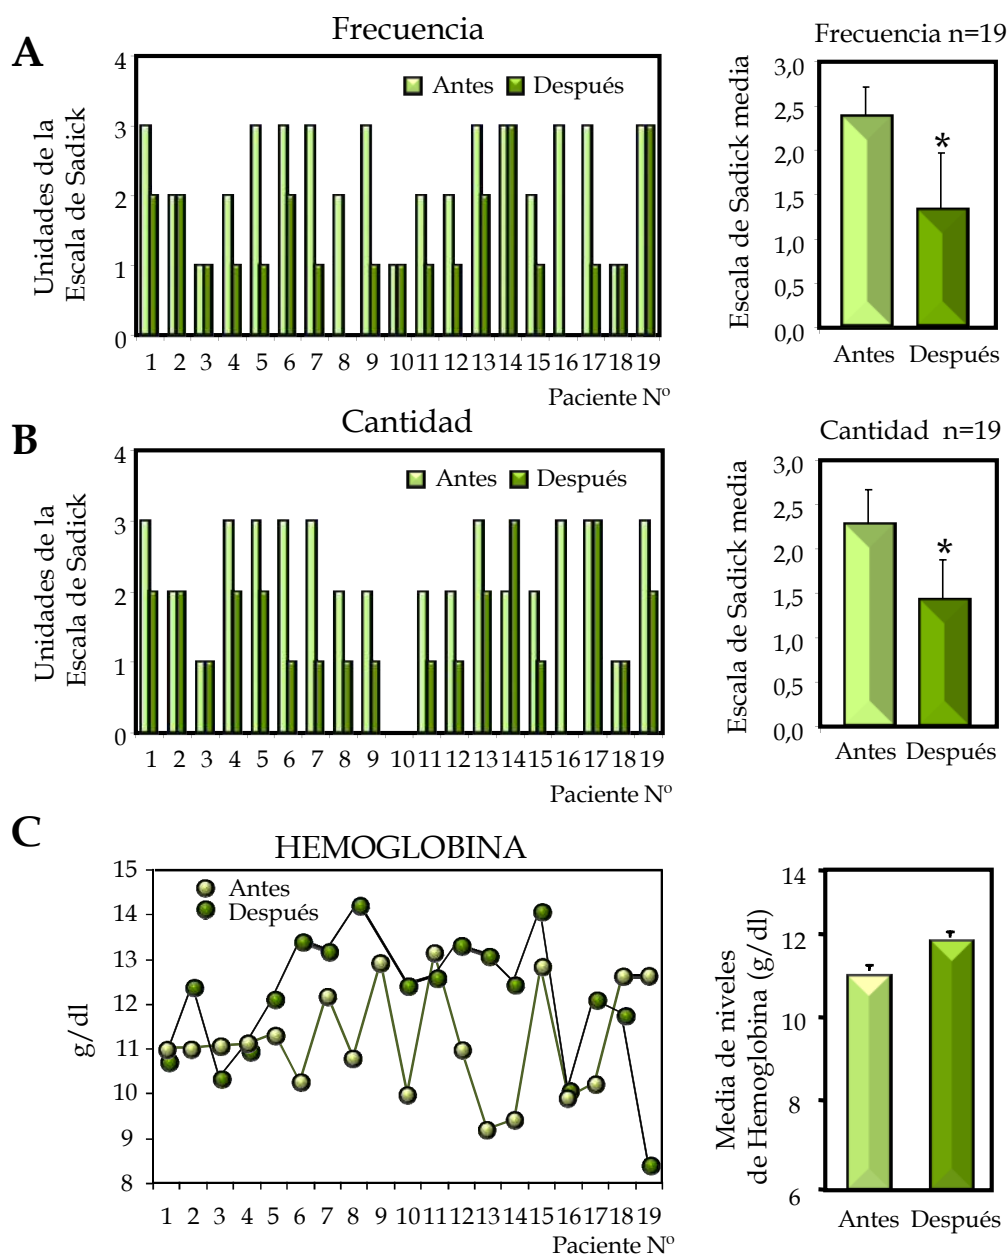 A
Frecuencia
Unidades de la
Escala de Sadick
4
3
2
1
0
Antes Después
1 2 3 4 5 6 7 8 9 10 11 12 13 14 15 16 17 18 19
Paciente Nº
Frecuencia n=19
Escala de Sadick media
3,0
2,5
2,0
1,5
1,0
0,5
0,0
*
Antes Después
B
Cantidad
Unidades de la
Escala de Sadick
4
3
2
1
0
Antes Después
1 2 3 4 5 6 7 8 9 10 11 12 13 14 15 16 17 18 19
Paciente Nº
Cantidad n=19
Escala de Sadick media
3,0
2,5
2,0
1,5
1,0
0,5
0,0
*
Antes Después
C
HEMOGLOBINA
g/dl
15
14
13
12
11
10
9
8
Antes
Después
1 2 3 4 5 6 7 8 9 10 11 12 13 14 15 16 17 18 19
Paciente Nº
Media de niveles
de Hemoglobina (g/dl)
14
12
10
8
6
Antes Después